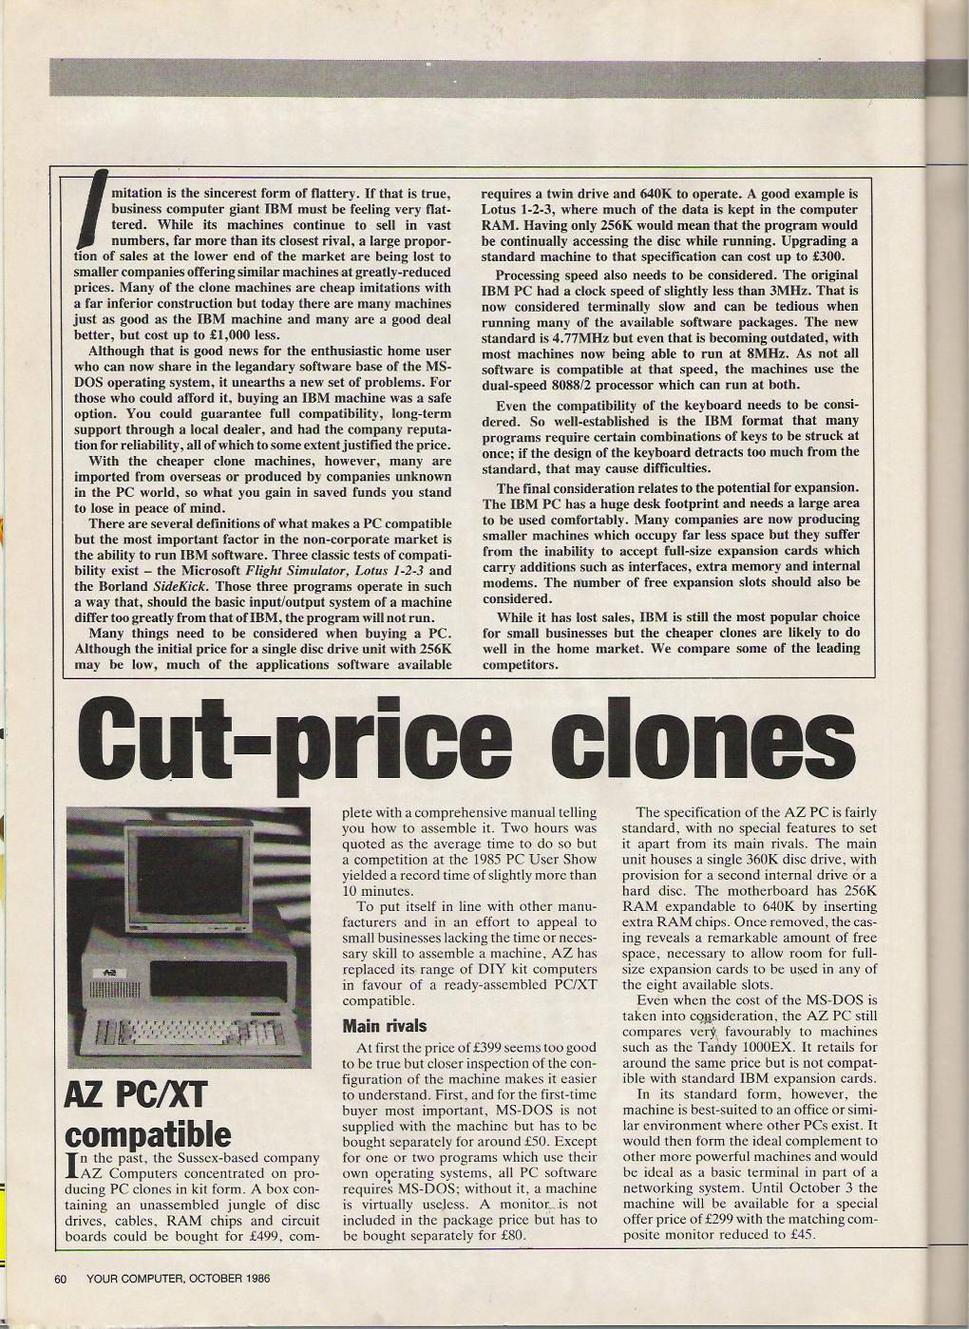 Imitation is the sincerest form of flattery. If that is true,
business computer giant IBM must be feeling very flat-
tered. While its machines continue to sell in vast
numbers, far more than its closest rival, a large propor-
tion of sales at the lower end of the market are being lost to
smaller companies offering similar machines at greatly-reduced
prices. Many of the clone machines are cheap imitations with
a far inferior construction but today there are many machines
just as good as the IBM machine and many are a good deal
better, but cost up to £1,000 less.
Although that is good news for the enthusiastic home user
who can now share in the legandary software base of the MS-
DOS operating system, it unearths a new set of problems. For
those who could afford it, buying an IBM machine was a safe
option. You could guarantee full compatibility, long-term
support through a local dealer, and had the company reputa-
tion for reliability, all of which to some extent justified the price.
With the cheaper clone machines, however, many are
imported from overseas or produced by companies unknown
in the PC world, so what you gain in saved funds you stand
to lose in peace of mind.
There are several definitions of what makes a PC compatible
but the most important factor in the non-corporate market is
the ability to run IBM software. Three classic tests of compati-
bility exist – the Microsoft Flight Simulator, Lotus 1-2-3 and
the Borland SideKick. Those three programs operate in such
a way that, should the basic input/output system of a machine
differ too greatly from that of IBM, the program will not run.
Many things need to be considered when buying a PC.
Although the initial price for a single disc drive unit with 256K
may be low, much of the applications software available
requires a twin drive and 640K to operate. A good example is
Lotus 1-2-3, where much of the data is kept in the computer
RAM. Having only 256K would mean that the program would
be continually accessing the disc while running. Upgrading a
standard machine to that specification can cost up to £300.
Processing speed also needs to be considered. The original
IBM PC had a clock speed of slightly less than 3MHz. That is
now considered terminally slow and can be tedious when
running many of the available software packages. The new
standard is 4.77MHz but even that is becoming outdated, with
most machines now being able to run at 8MHz. As not all
software is compatible at that speed, the machines use the
dual-speed 8088/2 processor which can run at both.
Even the compatibility of the keyboard needs to be consi-
dered. So well-established is the IBM format that many
programs require certain combinations of keys to be struck at
once; if the design of the keyboard detracts too much from the
standard, that may cause difficulties.
The final consideration relates to the potential for expansion.
The IBM PC has a huge desk footprint and needs a large area
to be used comfortably. Many companies are now producing
smaller machines which occupy far less space but they suffer
from the inability to accept full-size expansion cards which
carry additions such as interfaces, extra memory and internal
modems. The number of free expansion slots should also be
considered.
While it has lost sales, IBM is still the most popular choice
for small businesses but the cheaper clones are likely to do
well in the home market. We compare some of the leading
competitors.
Cut-price clones
AZ
AZ PC/XT
compatible
In the past, the Sussex-based company
AZ Computers concentrated on pro-
ducing PC clones in kit form. A box con-
taining an unassembled jungle of disc
drives, cables, RAM chips and circuit
boards could be bought for £499, com-
plete with a comprehensive manual telling
you how to assemble it. Two hours was
quoted as the average time to do so but
a competition at the 1985 PC User Show
yielded a record time of slightly more than
10 minutes.
To put itself in line with other manu-
facturers and in an effort to appeal to
small businesses lacking the time or neces-
sary skill to assemble a machine, AZ has
replaced its range of DIY kit computers
in favour of a ready-assembled PC/XT
compatible.
Main rivals
At first the price of £399 seems too good
to be true but closer inspection of the con-
figuration of the machine makes it easier
to understand. First, and for the first-time
buyer most important, MS-DOS is not
supplied with the machine but has to be
bought separately for around £50. Except
for one or two programs which use their
own operating systems, all PC software
requires MS-DOS; without it, a machine
is virtually useless. A monitor is not
included in the package price but has to
be bought separately for £80.
The specification of the AZ PC is fairly
standard, with no special features to set
it apart from its main rivals. The main
unit houses a single 360K disc drive, with
provision for a second internal drive or a
hard disc. The motherboard has 256K
RAM expandable to 640K by inserting
extra RAM chips. Once removed, the cas-
ing reveals a remarkable amount of free
space, necessary to allow room for full-
size expansion cards to be used in any of
the eight available slots.
Even when the cost of the MS-DOS is
taken into consideration, the AZ PC still
compares very favourably to machines
such as the Tandy 1000EX. It retails for
around the same price but is not compat-
ible with standard IBM expansion cards.
In its standard form, however, the
machine is best-suited to an office or simi-
lar environment where other PCs exist. It
would then form the ideal complement to
other more powerful machines and would
be ideal as a basic terminal in part of a
networking system. Until October 3 the
machine will be available for a special
offer price of £299 with the matching com-
posite monitor reduced to £45.
60 YOUR COMPUTER, OCTOBER 1986